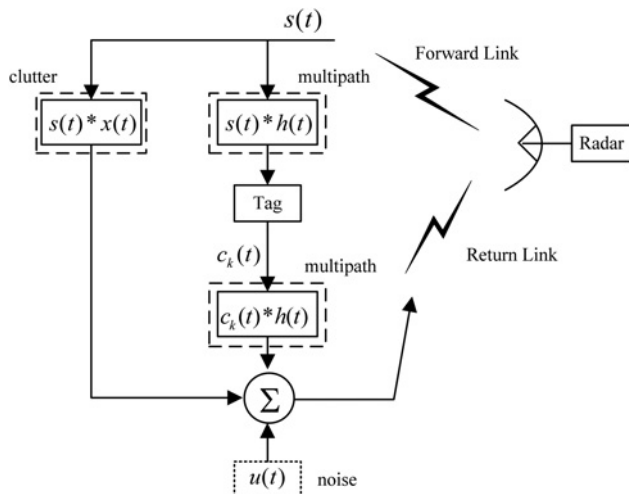 s(t)
Forward Link
clutter
multipath
s(t)*x(t)
s(t)*h(t)
Radar
Tag
Return Link
c_k(t)
multipath
c_k(t)*h(t)
Σ
u(t)
noise